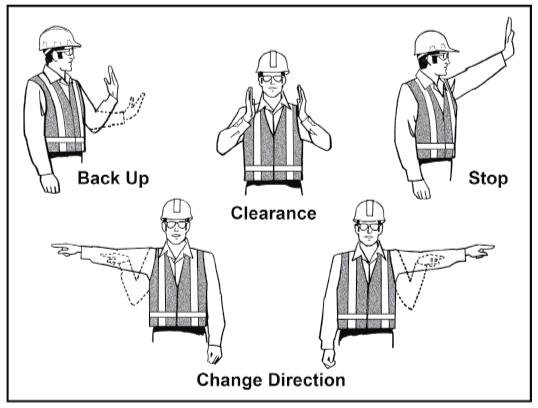 Back Up
Clearance
Stop
Change Direction